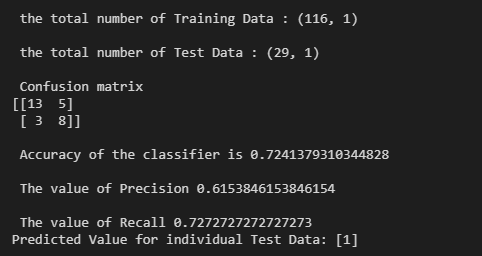 the total number of Training Data : (116, 1)
the total number of Test Data : (29, 1)
Confusion matrix
[[13  5]
 [ 3  8]]
Accuracy of the classifier is 0.7241379310344828
The value of Precision 0.6153846153846154
The value of Recall 0.7272727272727273
Predicted Value for individual Test Data: [1]